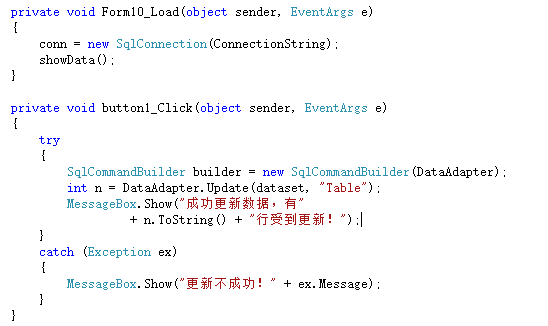 private void Form10_Load(object sender, EventArgs e)
{
    conn = new SqlConnection(ConnectionString);
    showData();
}

private void button1_Click(object sender, EventArgs e)
{
    try
    {
        SqlCommandBuilder builder = new SqlCommandBuilder(DataAdapter);
        int n = DataAdapter.Update(dataset, "Table");
        MessageBox.Show("成功更新数据，有"
                + n.ToString() + "行受到更新！");
    }
    catch (Exception ex)
    {
        MessageBox.Show("更新不成功！" + ex.Message);
    }
}